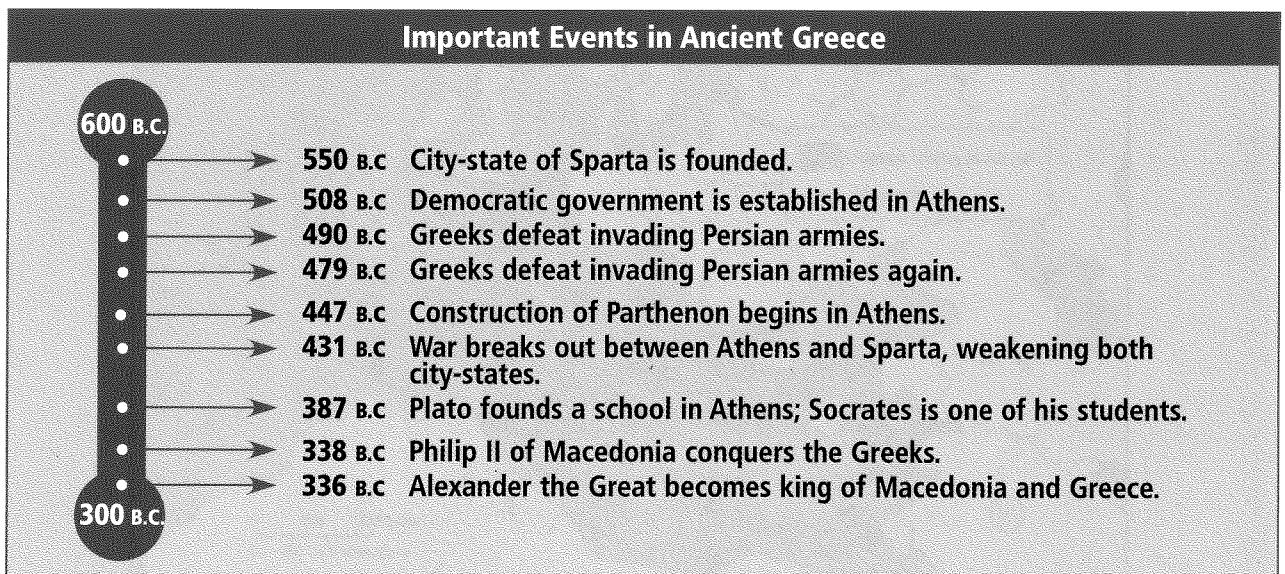 Important Events in Ancient Greece
600 B.C.
550 B.C City-state of Sparta is founded.
508 B.C Democratic government is established in Athens.
490 B.C Greeks defeat invading Persian armies.
479 B.C Greeks defeat invading Persian armies again.
447 B.C Construction of Parthenon begins in Athens.
431 B.C War breaks out between Athens and Sparta, weakening both
city-states.
387 B.C Plato founds a school in Athens; Socrates is one of his students.
338 B.C Philip II of Macedonia conquers the Greeks.
336 B.C Alexander the Great becomes king of Macedonia and Greece.
300 B.C.